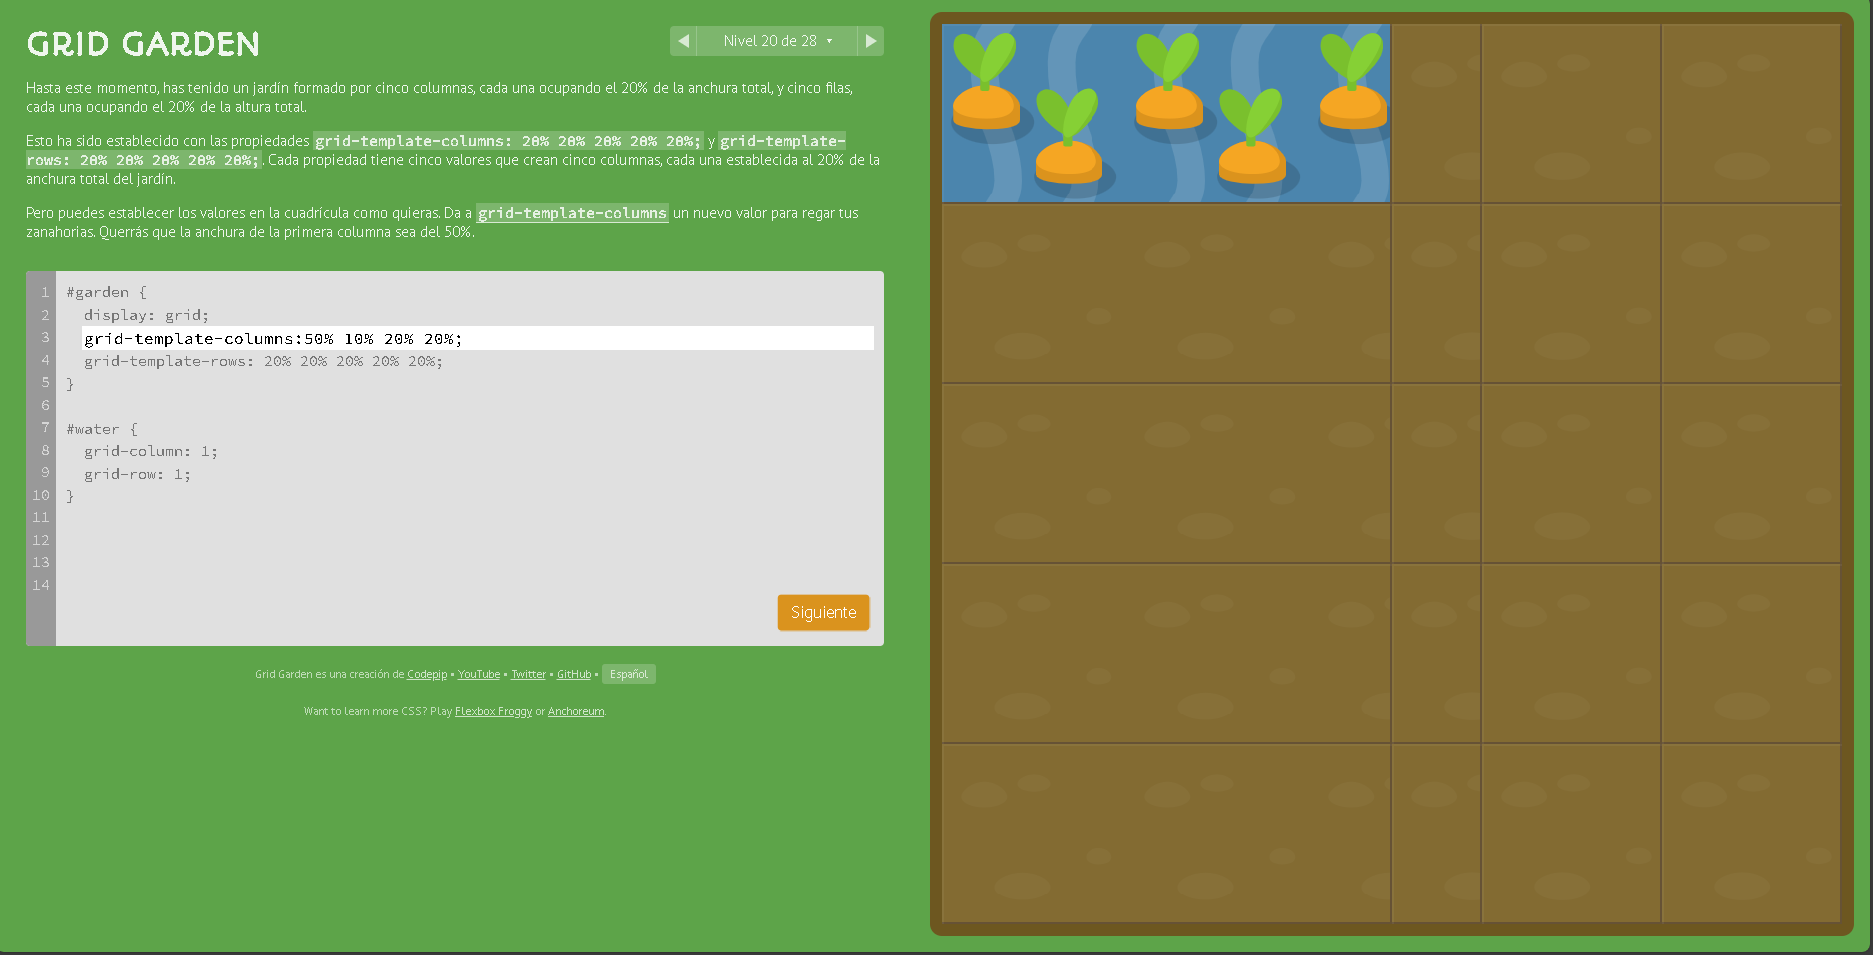 GRID GARDEN
Nivel 20 de 28
Hasta este momento, has tenido un jardín formado por cinco columnas, cada una ocupando el 20% de la anchura total, y cinco filas,
cada una ocupando el 20% de la altura total.
Esto ha sido establecido con las propiedades grid-template-columns: 20% 20% 20% 20% 20%; y grid-template-
rows: 20% 20% 20% 20% 20%;. Cada propiedad tiene cinco valores que crean cinco columnas, cada una establecida al 20% de la
anchura total del jardín.
Pero puedes establecer los valores en la cuadrícula como quieras. Da a grid-template-columns un nuevo valor para regar tus
zanahorias. Querrás que la anchura de la primera columna sea del 50%.
1 #garden {
2 display: grid;
3 grid-template-columns:50% 10% 20% 20%;
4 grid-template-rows: 20% 20% 20% 20% 20%;
5 }
6
7 #water {
8 grid-column: 1;
9 grid-row: 1;
10 }
11
12
13
14
Siguiente
Grid Garden es una creación de Codepip • YouTube • Twitter • GitHub • Español
Want to learn more CSS? Play Flexbox Froggy or Anchoreum.